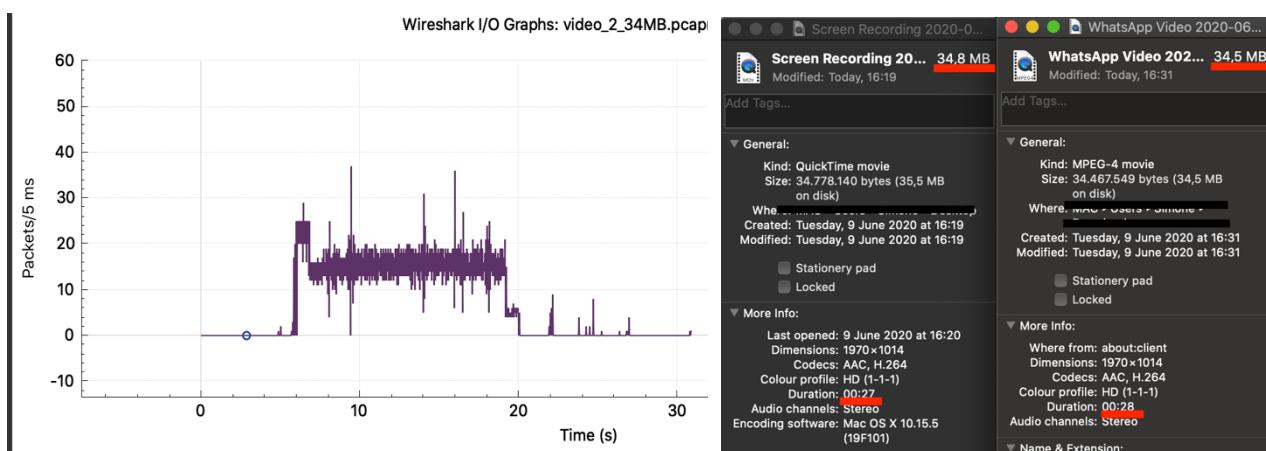 Wireshark I/O Graphs: video_2_34MB.pcapn
60
50
40
30
20
10
0
-10
Packets/5 ms
0
10
20
30
Time (s)
Screen Recording 2020-0...
Screen Recording 20... 34,8 MB
Modified: Today, 16:19
Add Tags...
General:
Kind: QuickTime movie
Size: 34.778.140 bytes (35,5 MB
on disk)
Created: Tuesday, 9 June 2020 at 16:19
Modified: Tuesday, 9 June 2020 at 16:19
Stationery pad
Locked
More Info:
Last opened: 9 June 2020 at 16:20
Dimensions: 1970×1014
Codecs: AAC, H.264
Colour profile: HD (1-1-1)
Duration: 00:27
Audio channels: Stereo
Encoding software: Mac OS X 10.15.5
(19F101)
MOV
WhatsApp Video 2020-06...
WhatsApp Video 202... 34,5 MB
Modified: Today, 16:31
MPEG4
Add Tags...
General:
Kind: MPEG-4 movie
Size: 34.467.549 bytes (34,5 MB
on disk)
Where:
Created: Tuesday, 9 June 2020 at 16:31
Modified: Tuesday, 9 June 2020 at 16:31
Stationery pad
Locked
More Info:
Where from: about:client
Dimensions: 1970×1014
Codecs: AAC, H.264
Colour profile: HD (1-1-1)
Duration: 00:28
Audio channels: Stereo
Name & Extension: